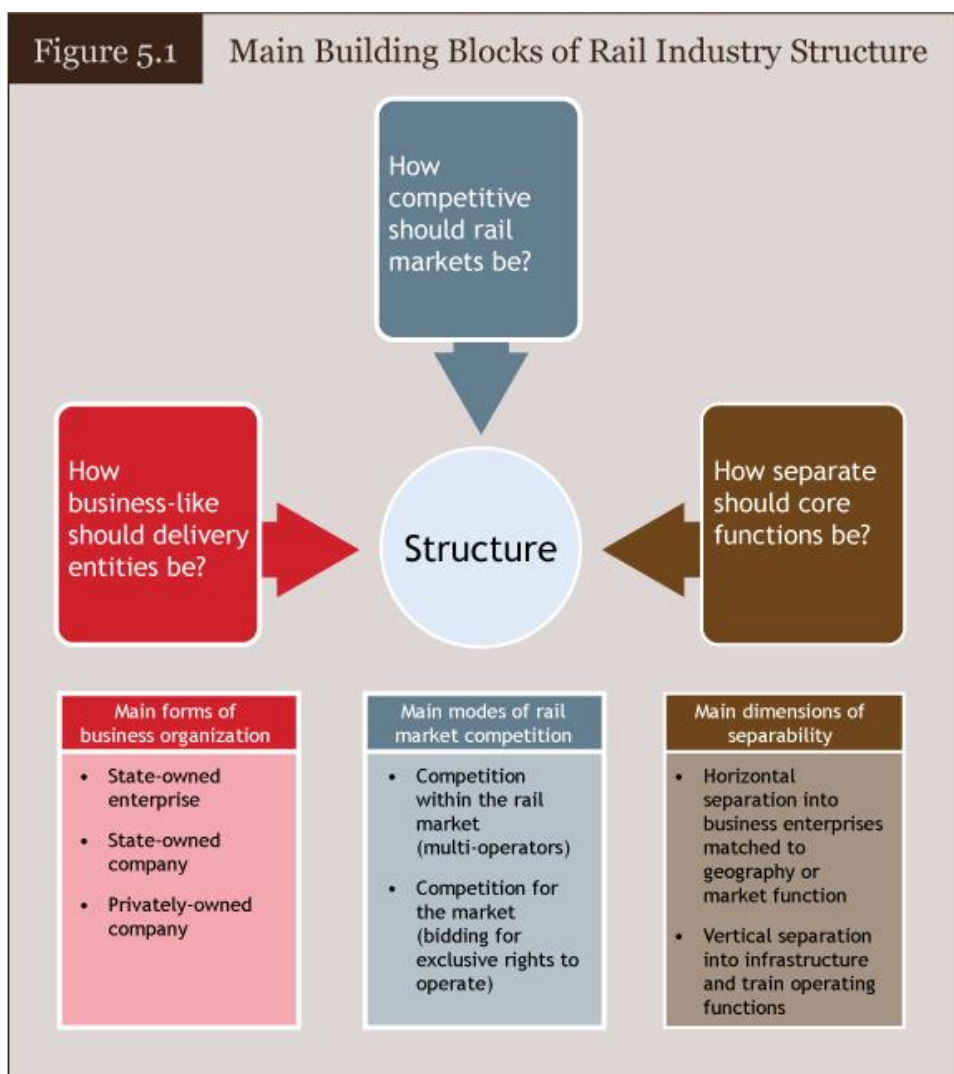 Figure 5.1
Main Building Blocks of Rail Industry Structure
How
competitive
should rail
markets be?
How
business-like
should delivery
entities be?
Structure
How separate
should core
functions be?
Main forms of
business organization
• State-owned
enterprise
• State-owned
company
• Privately-owned
company
Main modes of rail
market competition
• Competition
within the rail
market
(multi-operators)
• Competition for
the market
(bidding for
exclusive rights to
operate)
Main dimensions of
separability
• Horizontal
separation into
business enterprises
matched to
geography or
market function
• Vertical separation
into infrastructure
and train operating
functions